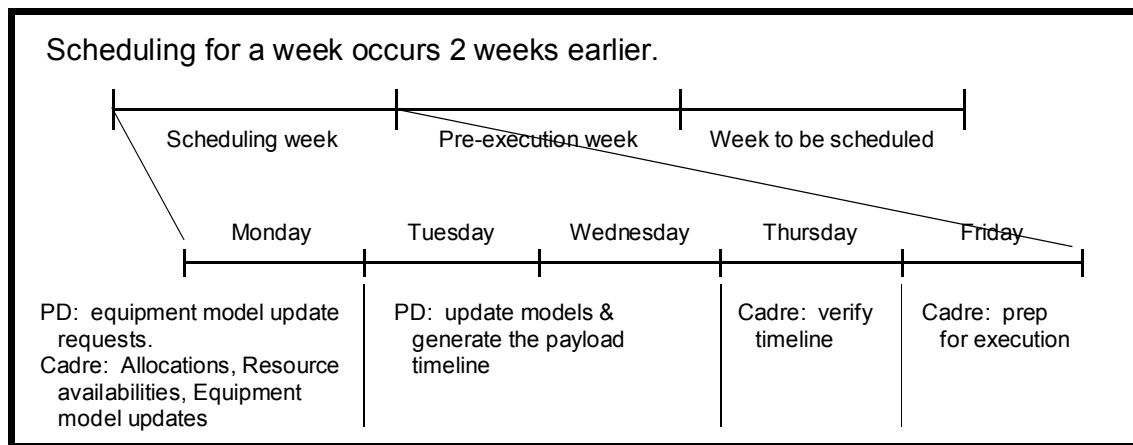 Scheduling for a week occurs 2 weeks earlier.
Scheduling week
Pre-execution week
Week to be scheduled
Monday
Tuesday
Wednesday
Thursday
Friday
PD: equipment model update
requests.
Cadre: Allocations, Resource
availabilities, Equipment
model updates
PD: update models &
generate the payload
timeline
Cadre: verify
timeline
Cadre: prep
for execution